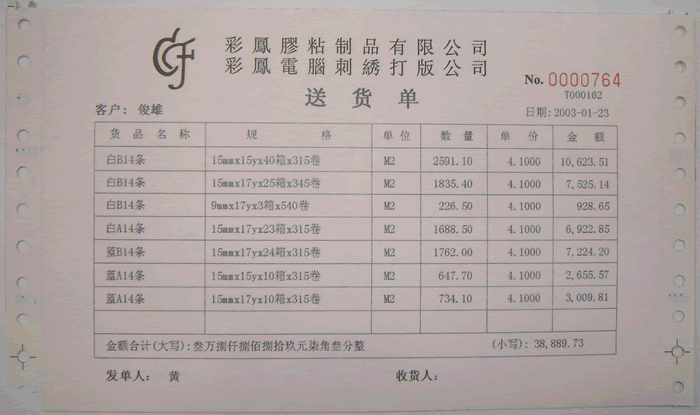 彩鳳膠粘制品有限公司
彩鳳電腦刺綉打版公司
送货单
No. 0000764
T000162
客户: 俊雄
日期: 2003-01-23
货品名称 规格 单位 数量 单价 金额
白B14条 15mmx15yx40箱x315卷 M2 2591.10 4.1000 10,623.51
白B14条 15mmx17yx25箱x345卷 M2 1835.40 4.1000 7,525.14
白B14条 9mmx17yx3箱x540卷 M2 226.50 4.1000 928.65
白A14条 15mmx17yx23箱x315卷 M2 1688.50 4.1000 6,922.85
蓝B14条 15mmx17yx24箱x315卷 M2 1762.00 4.1000 7,224.20
蓝A14条 15mmx15yx10箱x315卷 M2 647.70 4.1000 2,655.57
蓝A14条 15mmx17yx10箱x315卷 M2 734.10 4.1000 3,009.81
金额合计(大写): 叁万捌仟捌佰捌拾玖元柒角叁分整 (小写): 38,889.73
发单人: 黄 收货人: